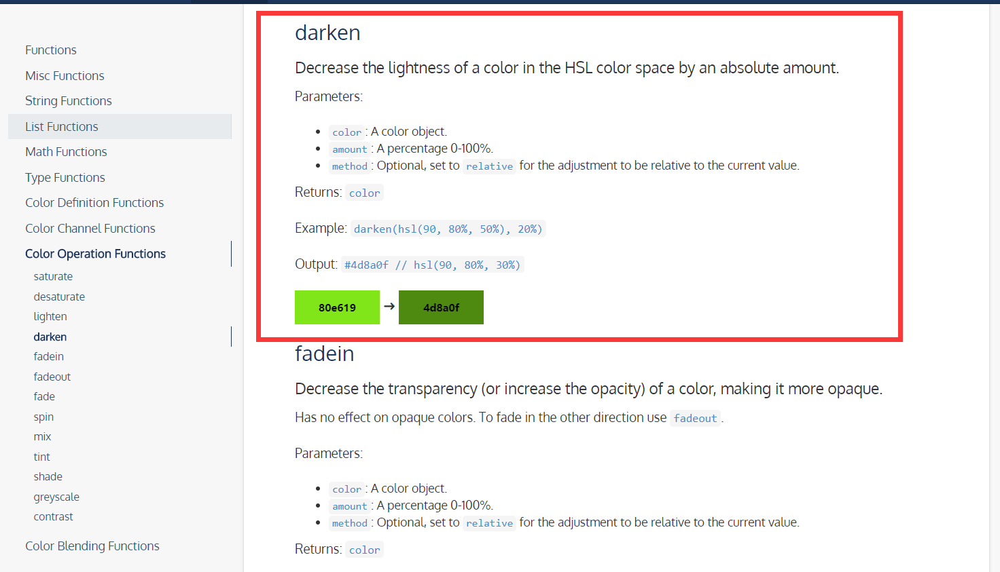 Functions
Misc Functions
String Functions
List Functions
Math Functions
Type Functions
Color Definition Functions
Color Channel Functions
Color Operation Functions
saturate
desaturate
lighten
darken
fadein
fadeout
fade
spin
mix
tint
shade
greyscale
contrast
Color Blending Functions
darken
Decrease the lightness of a color in the HSL color space by an absolute amount.
Parameters:
• color: A color object.
• amount: A percentage 0-100%.
• method: Optional, set to relative for the adjustment to be relative to the current value.
Returns: color
Example: darken(hsl(90, 80%, 50%), 20%)
Output: #4d8a0f // hsl(90, 80%, 30%)
80e619 ➜ 4d8a0f
fadein
Decrease the transparency (or increase the opacity) of a color, making it more opaque.
Has no effect on opaque colors. To fade in the other direction use fadeout.
Parameters:
• color: A color object.
• amount: A percentage 0-100%.
• method: Optional, set to relative for the adjustment to be relative to the current value.
Returns: color